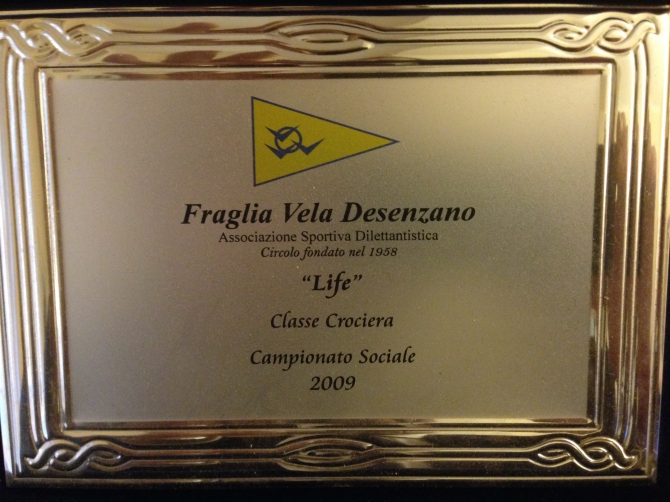 Fraglia Vela Desenzano
Associazione Sportiva Dilettantistica
Circolo fondato nel 1958
“Life”
Classe Crociera
Campionato Sociale
2009